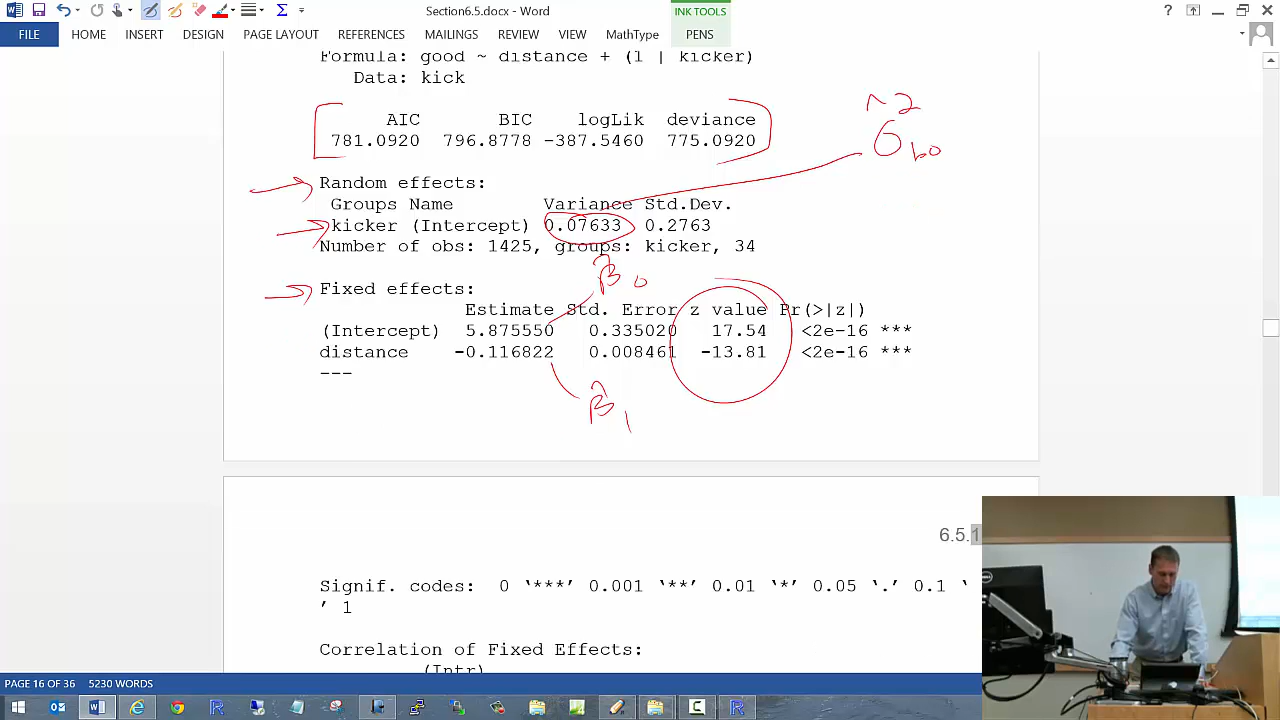 Section6.5.docx - Word
INK TOOLS
FILE HOME INSERT DESIGN PAGE LAYOUT REFERENCES MAILINGS REVIEW VIEW MathType PENS
Formula: good ~ distance + (1 | kicker)
Data: kick
AIC BIC logLik deviance
781.0920 796.8778 -387.5460 775.0920
σ̂²b0
Random effects:
Groups Name Variance Std.Dev.
kicker (Intercept) 0.07633 0.2763
Number of obs: 1425, groups: kicker, 34
β̂0
Fixed effects:
Estimate Std. Error z value Pr(>|z|)
(Intercept) 5.875550 0.335020 17.54 <2e-16 ***
distance -0.116822 0.008461 -13.81 <2e-16 ***
---
β̂1
6.5.1
Signif. codes: 0 ‘***’ 0.001 ‘**’ 0.01 ‘*’ 0.05 ‘.’ 0.1 ‘
’ 1
Correlation of Fixed Effects:
(Intr)
PAGE 16 OF 36 5230 WORDS